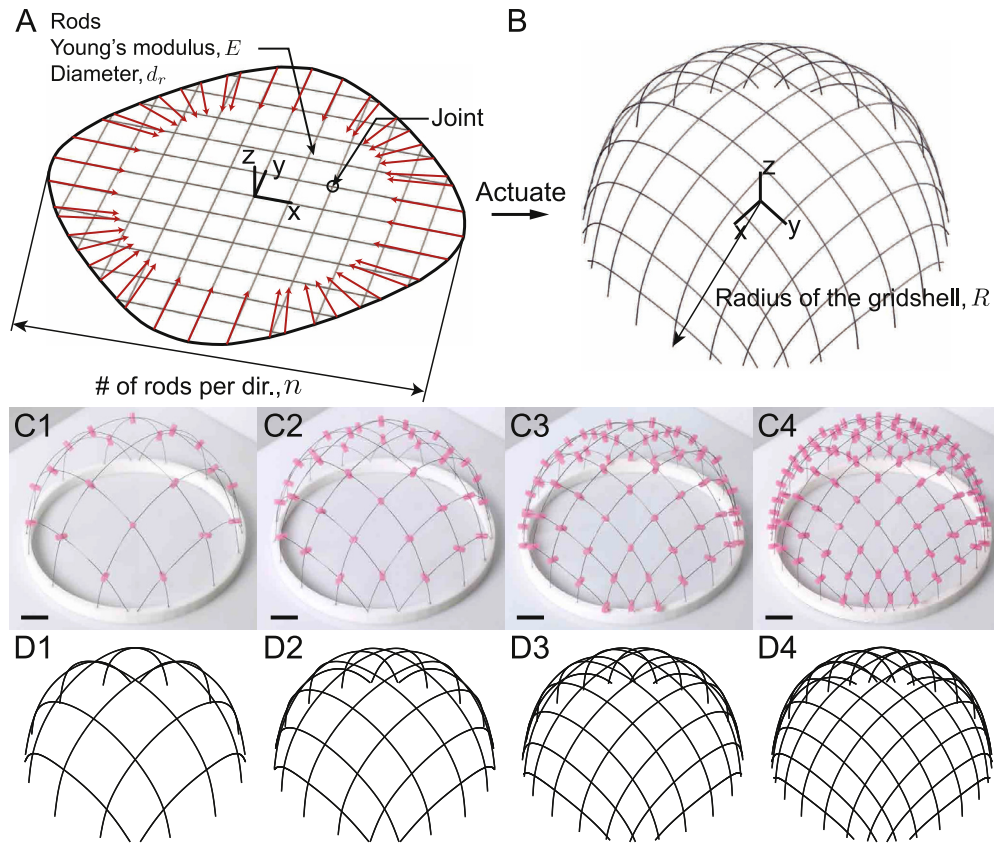 A
Rods
Young's modulus, E
Diameter, d_r
Joint
z
y
x
# of rods per dir., n
Actuate
B
z
x
y
Radius of the gridshell, R
C1
C2
C3
C4
D1
D2
D3
D4